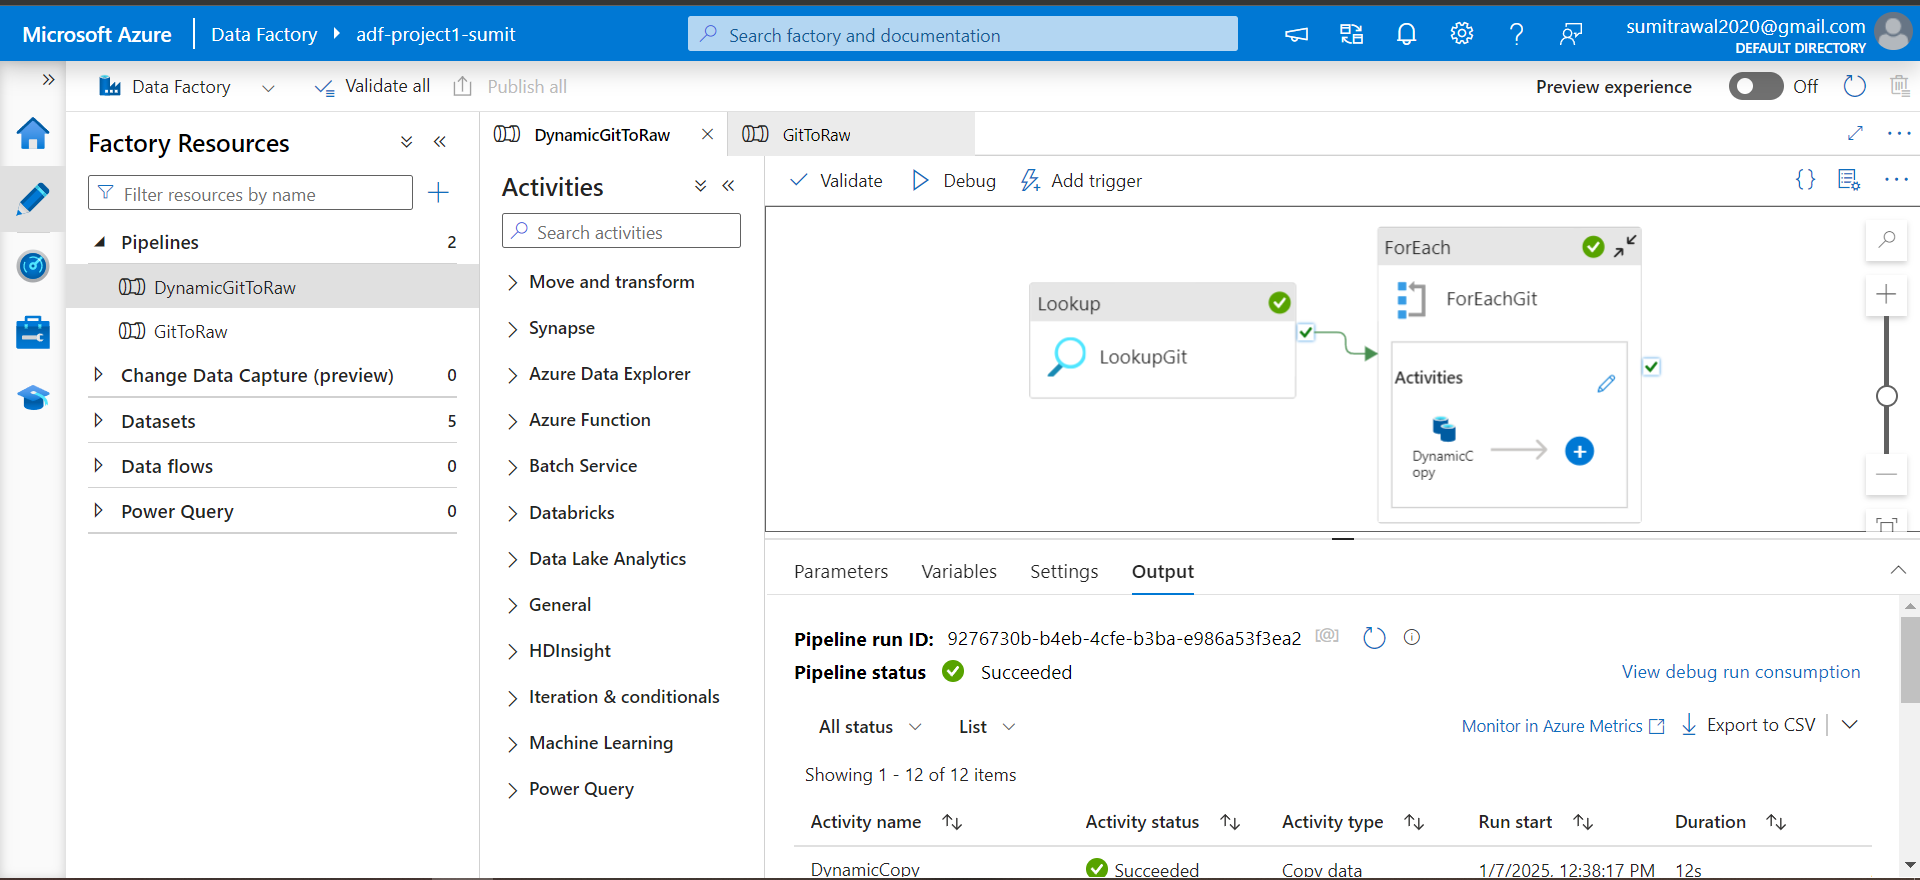 Microsoft Azure
Data Factory
adf-project1-sumit
Search factory and documentation
sumitrawal2020@gmail.com
DEFAULT DIRECTORY
Data Factory
Validate all
Publish all
Preview experience
Off
Factory Resources
Filter resources by name
Pipelines 2
DynamicGitToRaw
GitToRaw
Change Data Capture (preview) 0
Datasets 5
Data flows 0
Power Query 0
DynamicGitToRaw
GitToRaw
Activities
Search activities
Move and transform
Synapse
Azure Data Explorer
Azure Function
Batch Service
Databricks
Data Lake Analytics
General
HDInsight
Iteration & conditionals
Machine Learning
Power Query
Validate
Debug
Add trigger
Lookup
LookupGit
ForEach
ForEachGit
Activities
DynamicC
opy
Parameters
Variables
Settings
Output
Pipeline run ID: 9276730b-b4eb-4cfe-b3ba-e986a53f3ea2
Pipeline status Succeeded
View debug run consumption
All status
List
Monitor in Azure Metrics
Export to CSV
Showing 1 - 12 of 12 items
Activity name Activity status Activity type Run start Duration
DynamicCopy Succeeded Copy data 1/7/2025, 12:38:17 PM 12s